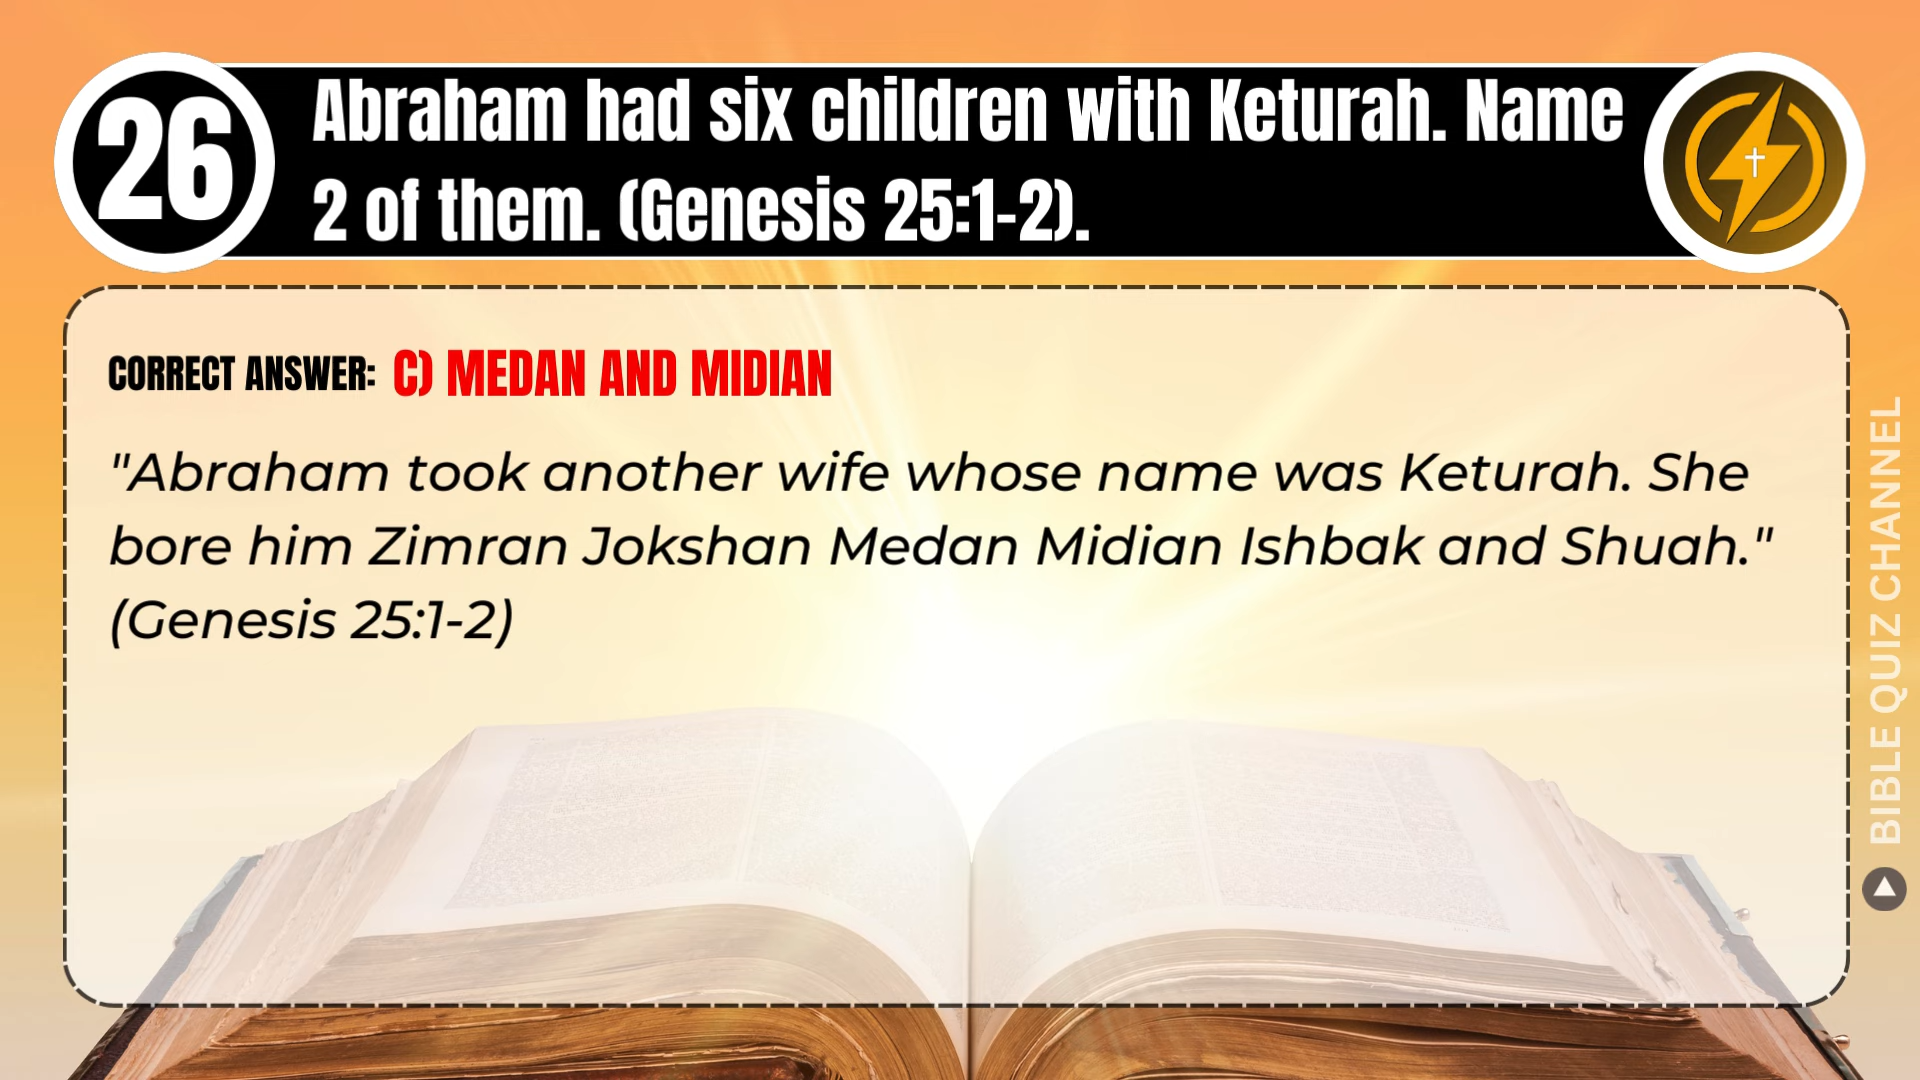 26
Abraham had six children with Keturah. Name
2 of them. (Genesis 25:1-2).
CORRECT ANSWER: C) MEDAN AND MIDIAN
"Abraham took another wife whose name was Keturah. She
bore him Zimran Jokshan Medan Midian Ishbak and Shuah."
(Genesis 25:1-2)
BIBLE QUIZ CHANNEL